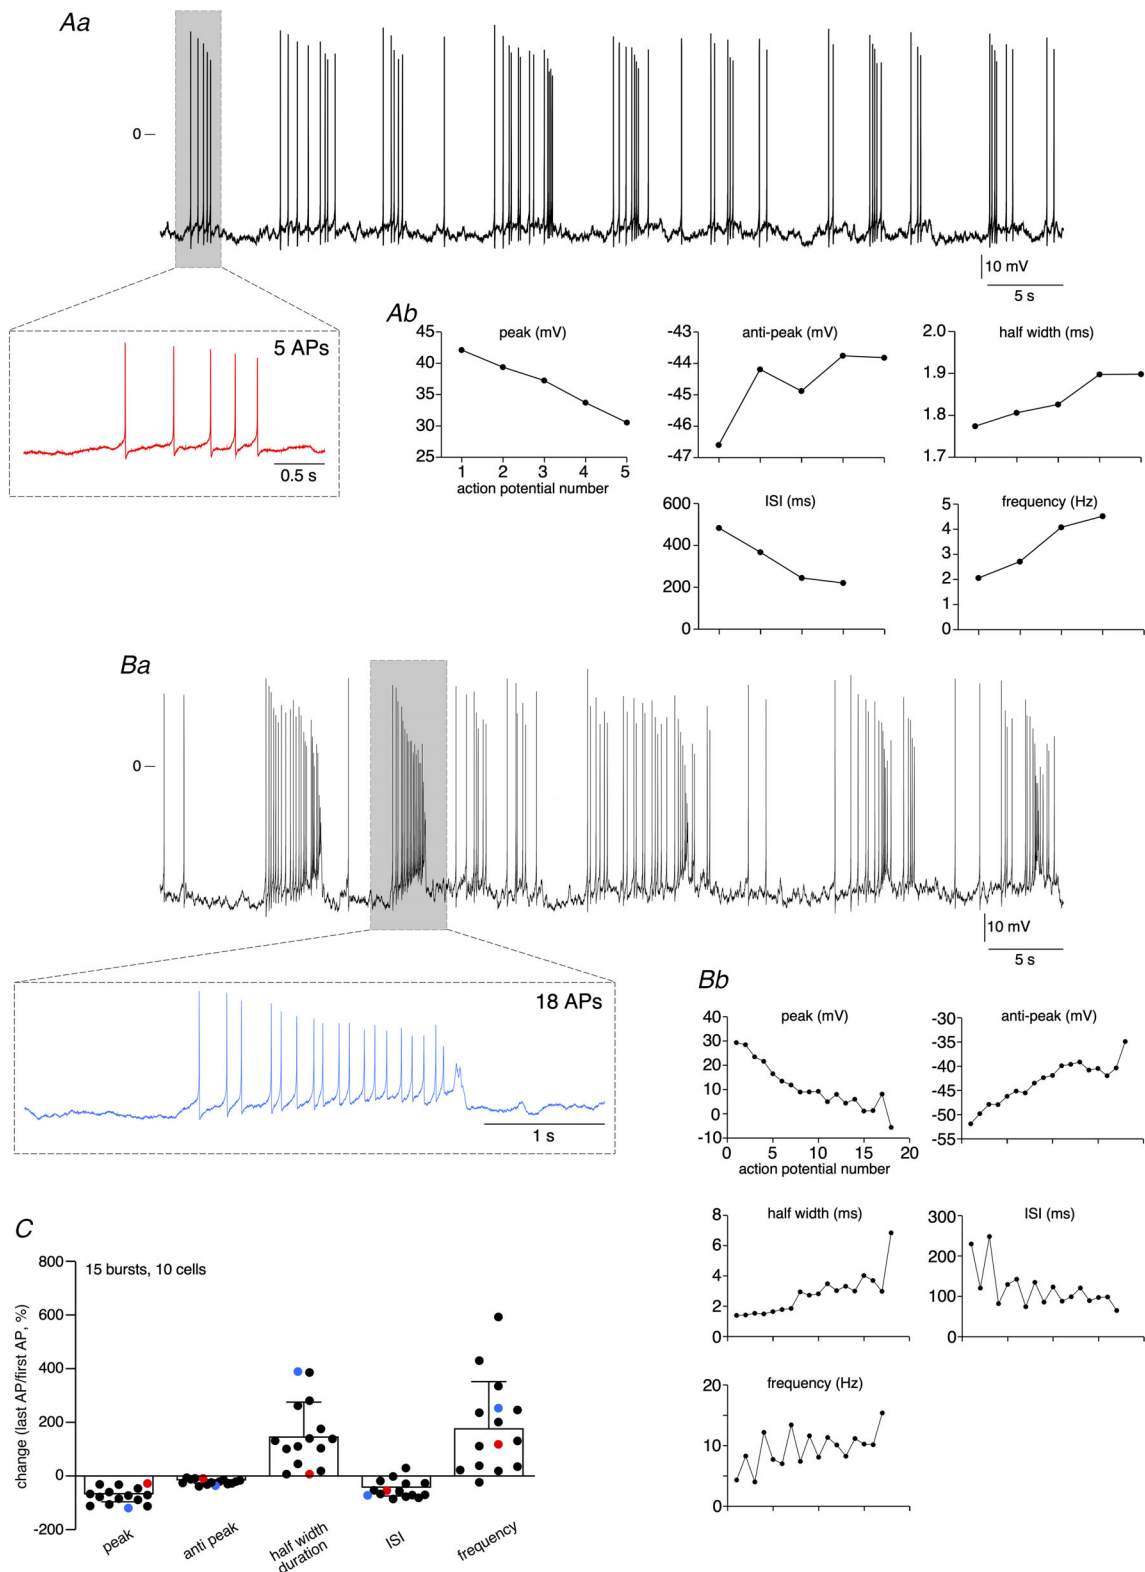 Aa
0
10 mV
5 s
5 APs
0.5 s
Ab
peak (mV)
45
40
35
30
25
1 2 3 4 5
action potential number
anti-peak (mV)
-43
-44
-45
-46
-47
half width (ms)
2.0
1.9
1.8
1.7
ISI (ms)
600
400
200
0
frequency (Hz)
5
4
3
2
1
0
Ba
0
10 mV
5 s
18 APs
1 s
Bb
peak (mV)
40
30
20
10
0
-10
0 5 10 15 20
action potential number
anti-peak (mV)
-30
-35
-40
-45
-50
-55
half width (ms)
8
6
4
2
0
ISI (ms)
300
200
100
0
frequency (Hz)
20
10
0
C
15 bursts, 10 cells
change (last AP/first AP, %)
800
600
400
200
0
-200
peak
anti peak
half width
duration
ISI
frequency